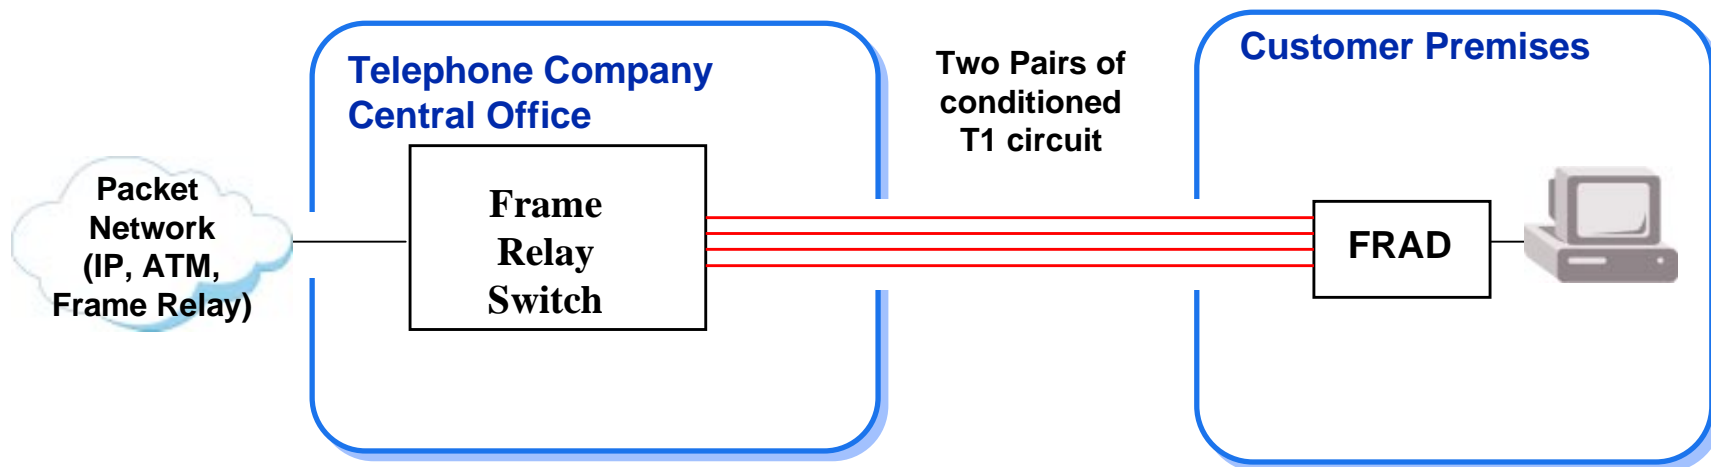 Telephone Company
Central Office
Two Pairs of
conditioned
T1 circuit
Customer Premises
Packet
Network
(IP, ATM,
Frame Relay)
Frame
Relay
Switch
FRAD